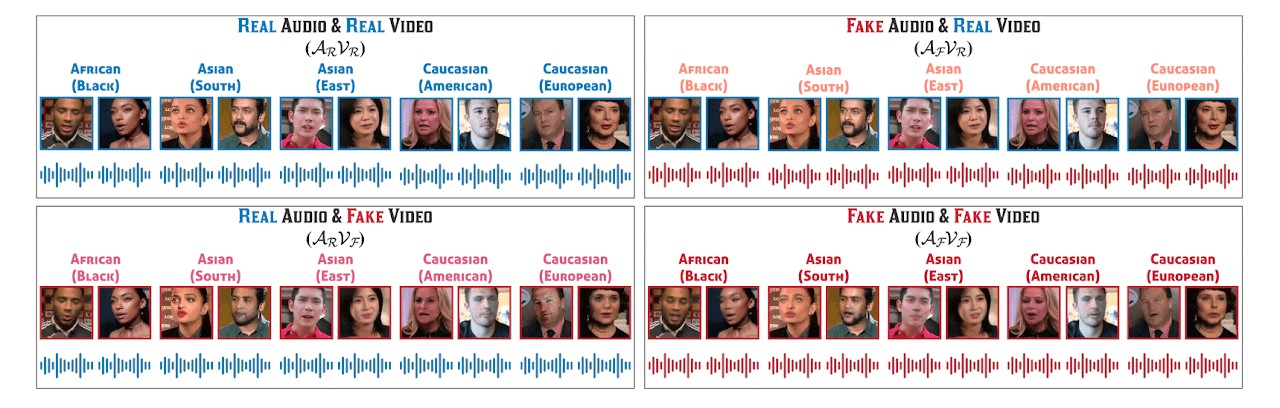 Real Audio & Real Video
(𝒜ℛ𝒱ℛ)
African Asian Asian Caucasian Caucasian
(Black) (South) (East) (American) (European)
Fake Audio & Real Video
(𝒜ℱ𝒱ℛ)
African Asian Asian Caucasian Caucasian
(Black) (South) (East) (American) (European)
Real Audio & Fake Video
(𝒜ℛ𝒱ℱ)
African Asian Asian Caucasian Caucasian
(Black) (South) (East) (American) (European)
Fake Audio & Fake Video
(𝒜ℱ𝒱ℱ)
African Asian Asian Caucasian Caucasian
(Black) (South) (East) (American) (European)